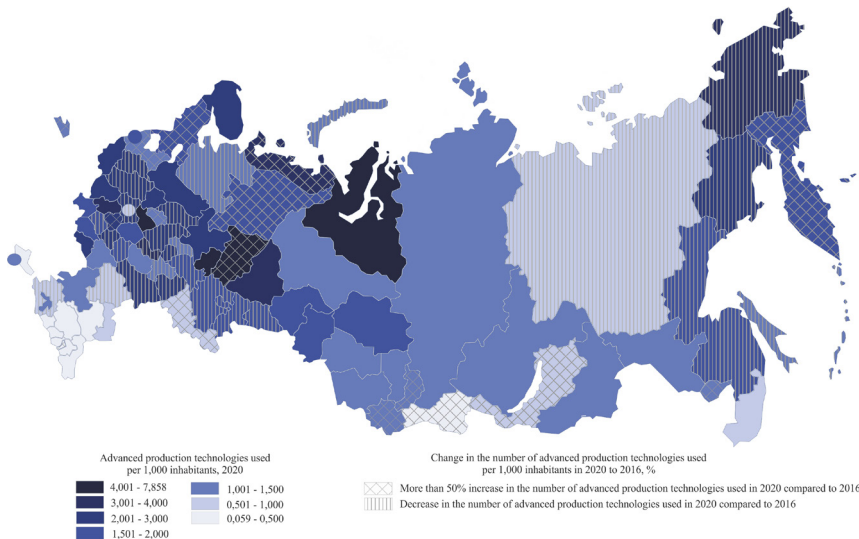 Advanced production technologies used
per 1,000 inhabitants, 2020
4,001 - 7,858
3,001 - 4,000
2,001 - 3,000
1,501 - 2,000
1,001 - 1,500
0,501 - 1,000
0,059 - 0,500
Change in the number of advanced production technologies used
per 1,000 inhabitants in 2020 to 2016, %
More than 50% increase in the number of advanced production technologies used in 2020 compared to 2016
Decrease in the number of advanced production technologies used in 2020 compared to 2016